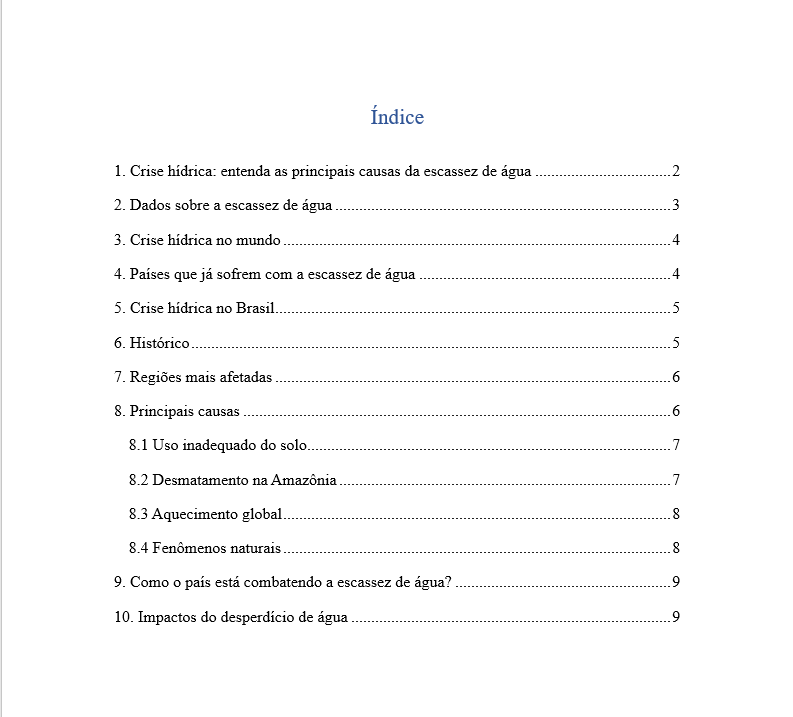 Índice
1. Crise hídrica: entenda as principais causas da escassez de água ..................................2
2. Dados sobre a escassez de água ....................................................................................3
3. Crise hídrica no mundo .................................................................................................4
4. Países que já sofrem com a escassez de água ...............................................................4
5. Crise hídrica no Brasil...................................................................................................5
6. Histórico ........................................................................................................................5
7. Regiões mais afetadas ...................................................................................................6
8. Principais causas ...........................................................................................................6
8.1 Uso inadequado do solo...........................................................................................7
8.2 Desmatamento na Amazônia ...................................................................................7
8.3 Aquecimento global.................................................................................................8
8.4 Fenômenos naturais .................................................................................................8
9. Como o país está combatendo a escassez de água? ......................................................9
10. Impactos do desperdício de água ................................................................................9